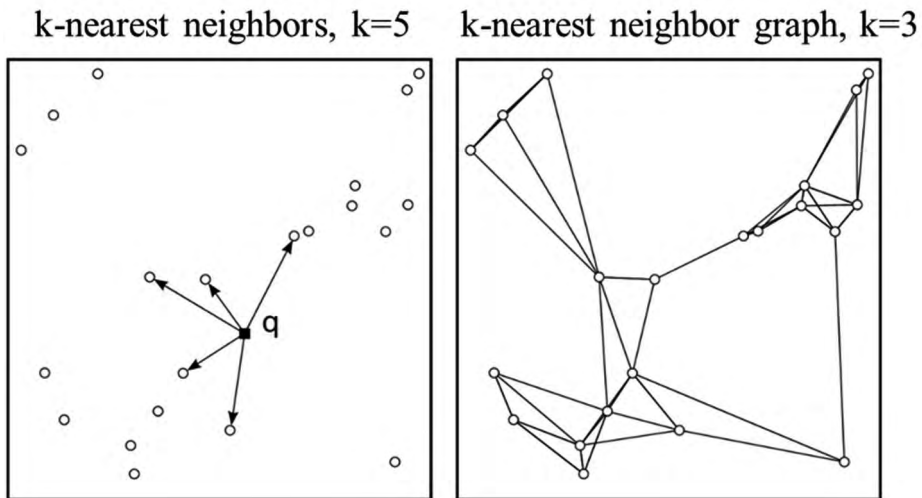 k-nearest neighbors, k=5
k-nearest neighbor graph, k=3
q